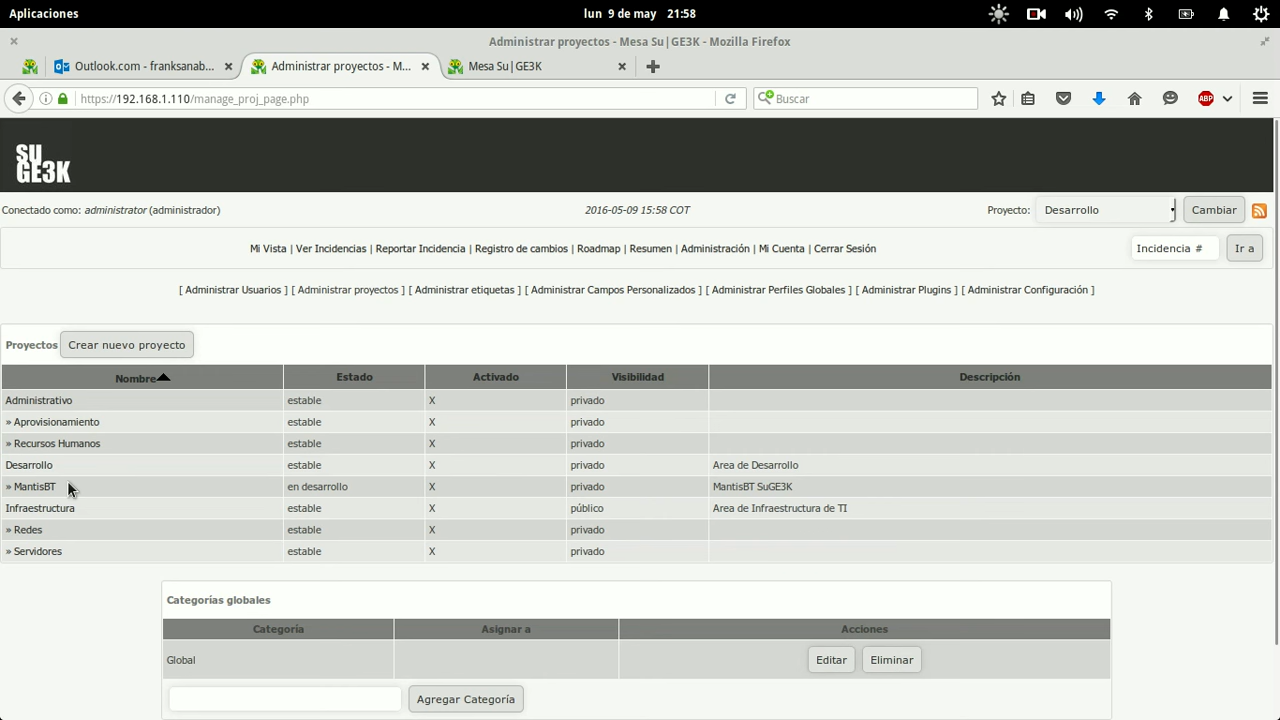 Aplicaciones lun 9 de may 21:58
Administrar proyectos - Mesa Su|GE3K - Mozilla Firefox
Outlook.com - franksanab... Administrar proyectos - M... Mesa Su|GE3K
https://192.168.1.110/manage_proj_page.php Buscar ABP
SU
GE3K
Conectado como: administrator (administrador) 2016-05-09 15:58 COT Proyecto: Desarrollo Cambiar
Mi Vista | Ver Incidencias | Reportar Incidencia | Registro de cambios | Roadmap | Resumen | Administración | Mi Cuenta | Cerrar Sesión Incidencia # Ir a
[ Administrar Usuarios ] [ Administrar proyectos ] [ Administrar etiquetas ] [ Administrar Campos Personalizados ] [ Administrar Perfiles Globales ] [ Administrar Plugins ] [ Administrar Configuración ]
Proyectos Crear nuevo proyecto
Nombre Estado Activado Visibilidad Descripción
Administrativo estable X privado
» Aprovisionamiento estable X privado
» Recursos Humanos estable X privado
Desarrollo estable X privado Area de Desarrollo
» MantisBT en desarrollo X privado MantisBT SuGE3K
Infraestructura estable X público Area de Infraestructura de TI
» Redes estable X privado
» Servidores estable X privado
Categorías globales
Categoría Asignar a Acciones
Global Editar Eliminar
Agregar Categoría